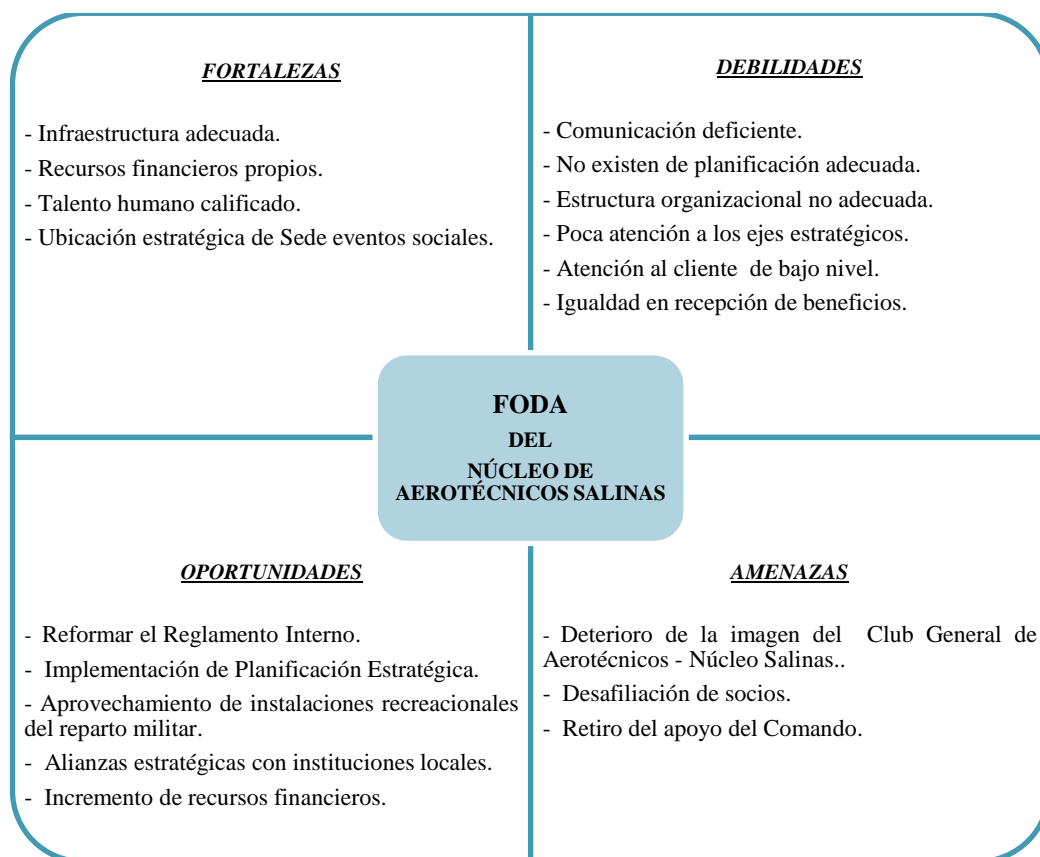 FORTALEZAS
- Infraestructura adecuada.
- Recursos financieros propios.
- Talento humano calificado.
- Ubicación estratégica de Sede eventos sociales.
DEBILIDADES
- Comunicación deficiente.
- No existen de planificación adecuada.
- Estructura organizacional no adecuada.
- Poca atención a los ejes estratégicos.
- Atención al cliente  de bajo nivel.
- Igualdad en recepción de beneficios.
FODA
DEL
NÚCLEO DE
AEROTÉCNICOS SALINAS
OPORTUNIDADES
- Reformar el Reglamento Interno.
- Implementación de Planificación Estratégica.
- Aprovechamiento de instalaciones recreacionales
del reparto militar.
- Alianzas estratégicas con instituciones locales.
- Incremento de recursos financieros.
AMENAZAS
- Deterioro de la imagen del Club General de
Aerotécnicos - Núcleo Salinas..
- Desafiliación de socios.
- Retiro del apoyo del Comando.